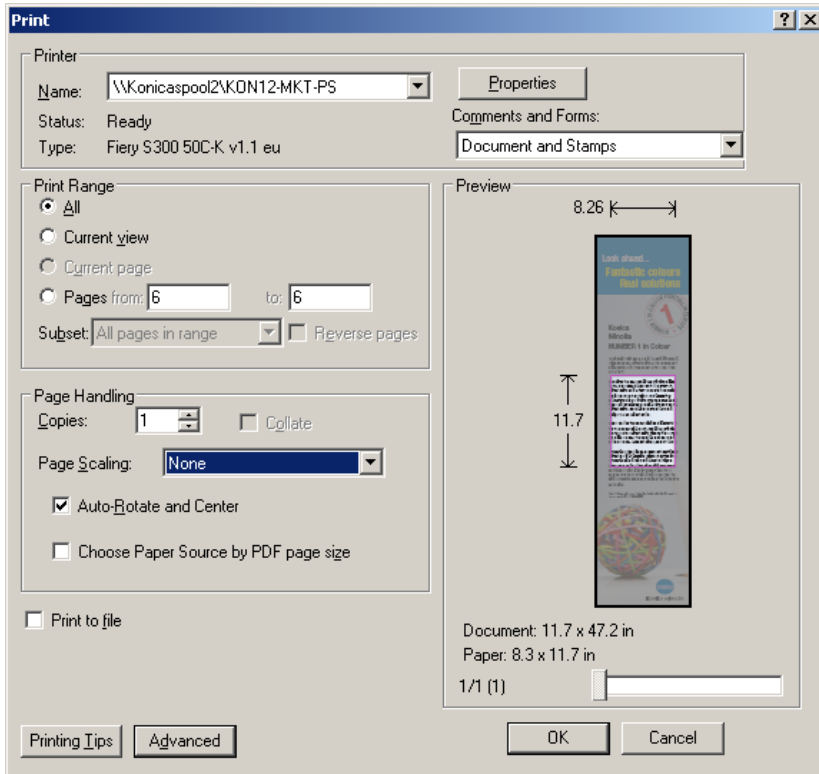 Print
Printer
Name: \\Konicaspool2\KON12-MKT-PS
Properties
Status: Ready
Type: Fiery S300 50C-K v1.1 eu
Comments and Forms:
Document and Stamps
Print Range
All
Current view
Current page
Pages from: 6 to: 6
Subset: All pages in range Reverse pages
Page Handling
Copies: 1 Collate
Page Scaling: None
Auto-Rotate and Center
Choose Paper Source by PDF page size
Print to file
Preview
8.26
Look ahead...
Fantastic colours
Real solutions
1
Konica
Minolta
NUMBER 1 in Colour
11.7
Document: 11.7 x 47.2 in
Paper: 8.3 x 11.7 in
1/1 (1)
Printing Tips Advanced OK Cancel